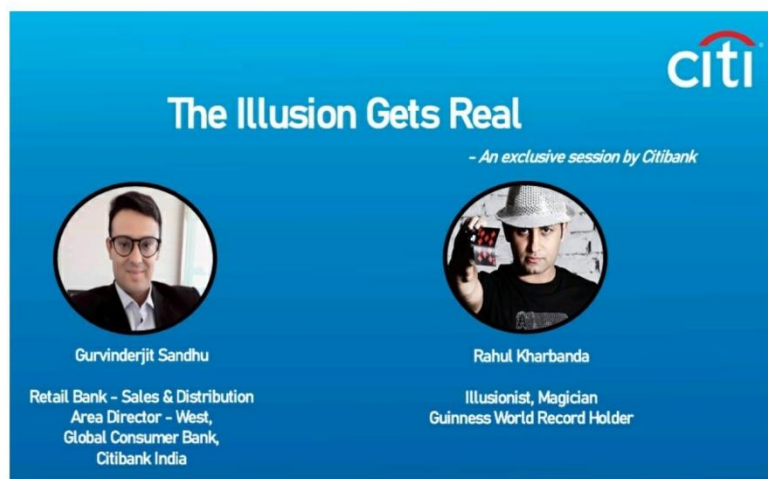 citi
The Illusion Gets Real
- An exclusive session by Citibank
Gurvinderjit Sandhu
Retail Bank - Sales & Distribution
Area Director - West,
Global Consumer Bank,
Citibank India
Rahul Kharbanda
Illusionist, Magician
Guinness World Record Holder